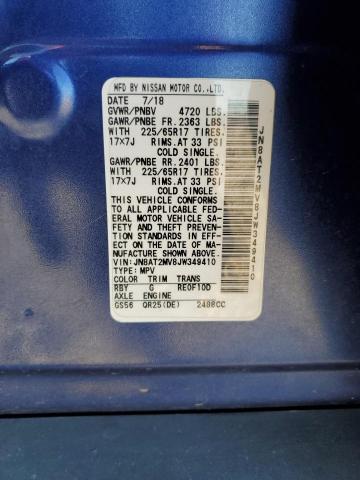 MFD BY NISSAN MOTOR CO.,LTD.
DATE 7/18
GVWR/PNBV 4720 LBS.
GAWR/PNBE FR. 2363 LBS.
WITH 225/65R17 TIRES.
17×7J RIMS.AT 33 PSI
COLD SINGLE.
GAWR/PNBE RR. 2401 LBS.
WITH 225/65R17 TIRES.
17×7J RIMS.AT 33 PSI
COLD SINGLE.
THIS VEHICLE CONFORMS
TO ALL APPLICABLE FED-
ERAL MOTOR VEHICLE SA-
FETY AND THEFT PREVEN-
TION STANDARDS IN EFF-
ECT ON THE DATE OF MA-
NUFACTURE SHOWN ABOVE.
VIN:JN8AT2MV8JW349410
TYPE:MPV
COLOR TRIM TRANS
RBY G RE0F10D
AXLE ENGINE
GS56 QR25(DE) 2488CC
JN8AT2MV8JW349410